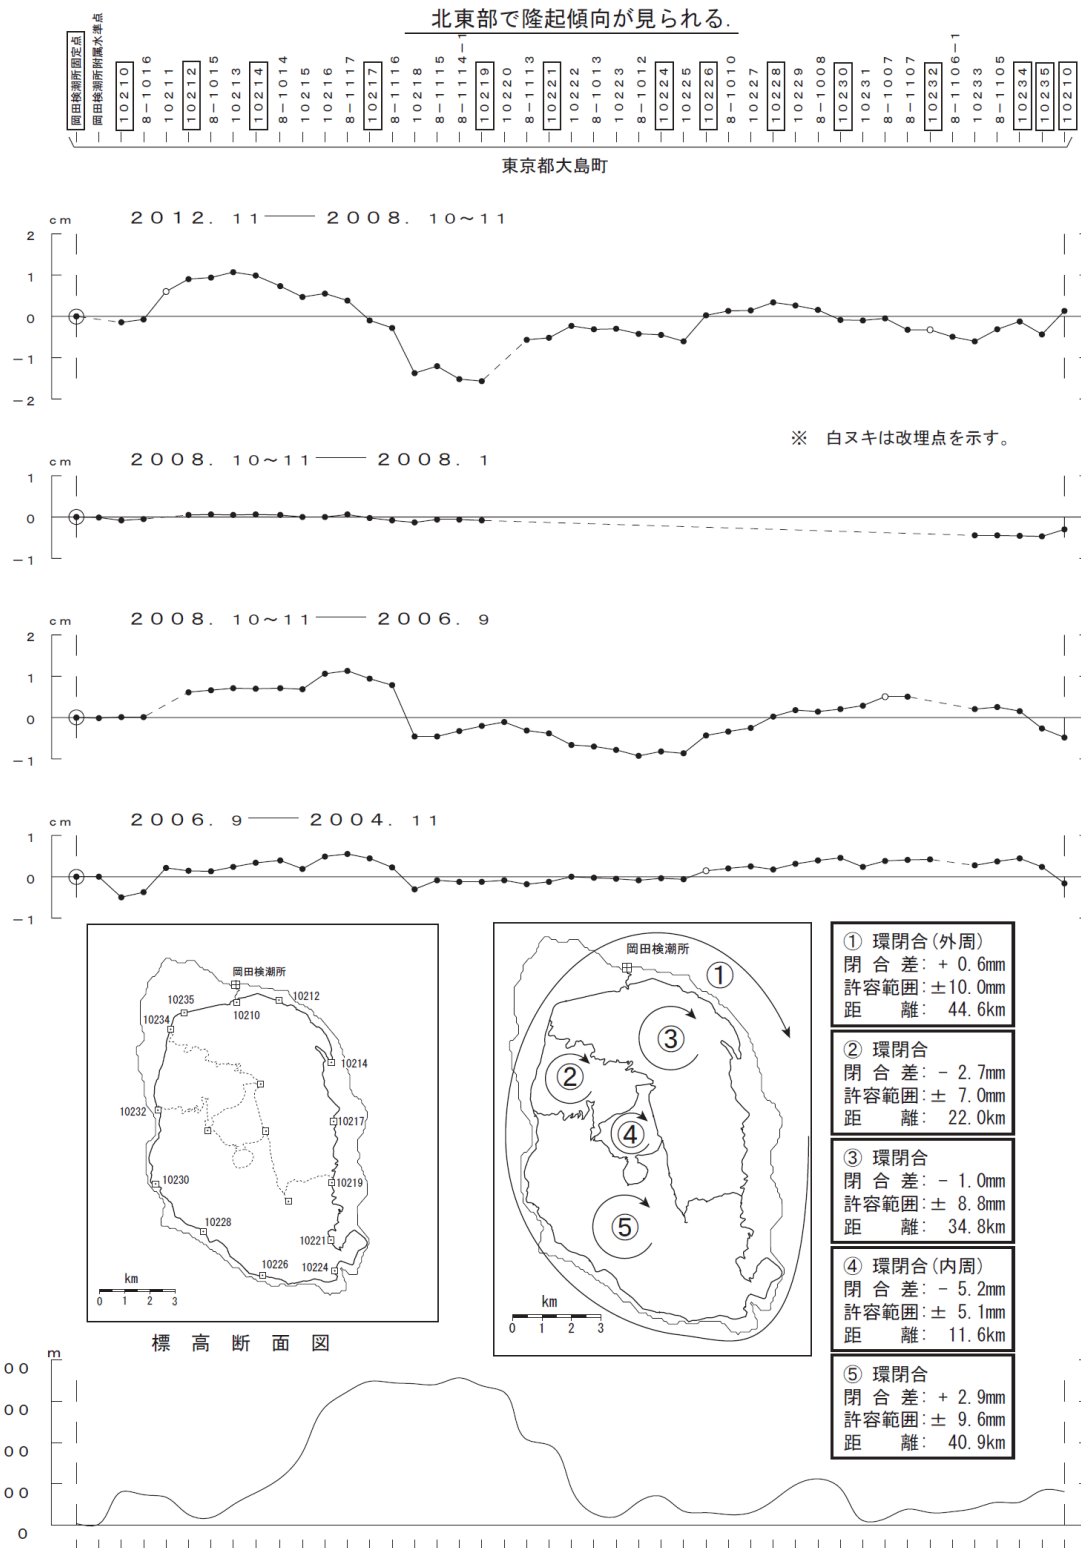 北東部で隆起傾向が見られる.
岡田検潮所固定点
岡田検潮所附属水準点
10210
8-1016
10211
10212
8-1015
10213
10214
8-1014
10215
10216
8-1117
10217
8-1116
10218
8-1115
8-1114-1
10219
10220
8-1113
10221
10222
8-1013
10223
8-1012
10224
10225
10226
8-1010
10227
10228
10229
8-1008
10230
10231
8-1007
8-1107
10232
8-1106-1
10233
8-1105
10234
10235
10210
東京都大島町
cm
2012. 11―― 2008. 10~11
2
1
0
-1
-2
※ 白ヌキは改埋点を示す。
cm
2008. 10~11―― 2008. 1
1
0
-1
cm
2008. 10~11―― 2006. 9
2
1
0
-1
cm
2006. 9―― 2004. 11
1
0
-1
岡田検潮所
10235
10212
10234
10210
10214
10232
10217
10230
10219
10228
10221
10226
10224
km
0 1 2 3
岡田検潮所
①
③
②
④
⑤
km
0 1 2 3
① 環閉合(外周)
閉 合 差: + 0.6mm
許容範囲: ±10.0mm
距 離: 44.6km
② 環閉合
閉 合 差: - 2.7mm
許容範囲: ± 7.0mm
距 離: 22.0km
③ 環閉合
閉 合 差: - 1.0mm
許容範囲: ± 8.8mm
距 離: 34.8km
④ 環閉合(内周)
閉 合 差: - 5.2mm
許容範囲: ± 5.1mm
距 離: 11.6km
⑤ 環閉合
閉 合 差: + 2.9mm
許容範囲: ± 9.6mm
距 離: 40.9km
標 高 断 面 図
m
00
00
00
00
0